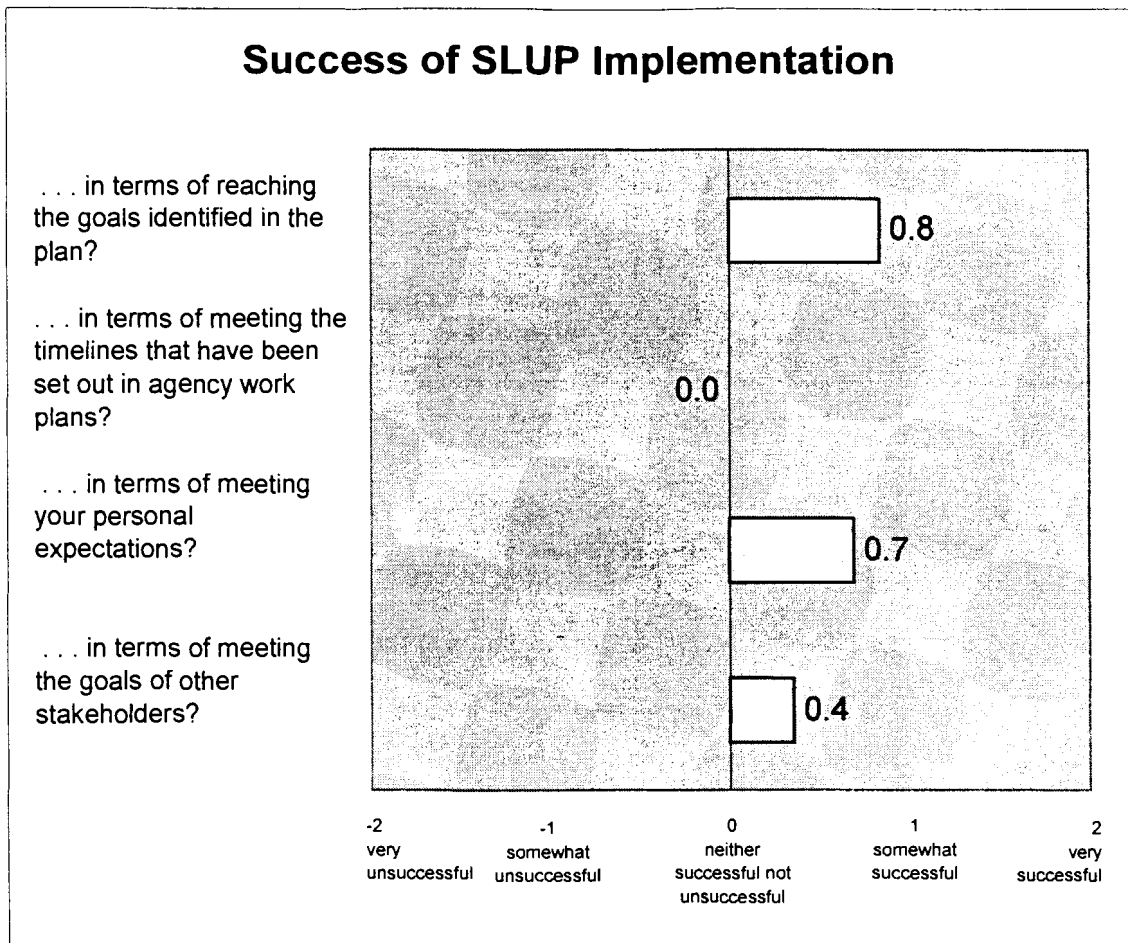 Success of SLUP Implementation
. . . in terms of reaching
the goals identified in the
plan?
0.8
. . . in terms of meeting the
timelines that have been
set out in agency work
plans?
0.0
. . . in terms of meeting
your personal
expectations?
0.7
. . . in terms of meeting
the goals of other
stakeholders?
0.4
-2
very
unsuccessful
-1
somewhat
unsuccessful
0
neither
successful not
unsuccessful
1
somewhat
successful
2
very
successful